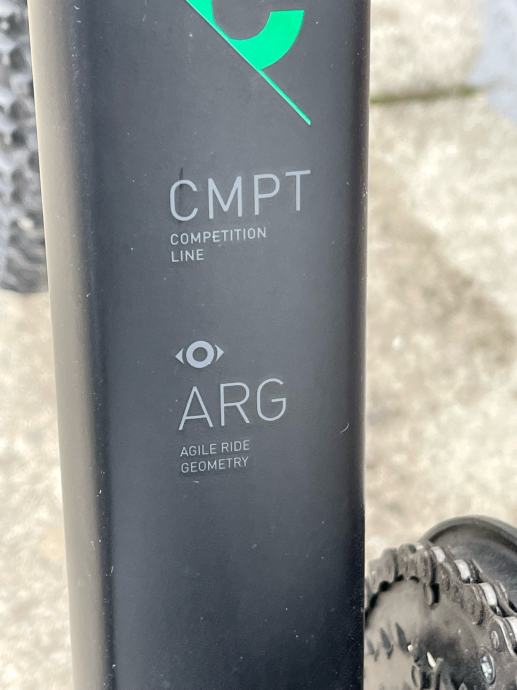 CMPT
COMPETITION
LINE
ARG
AGILE RIDE
GEOMETRY